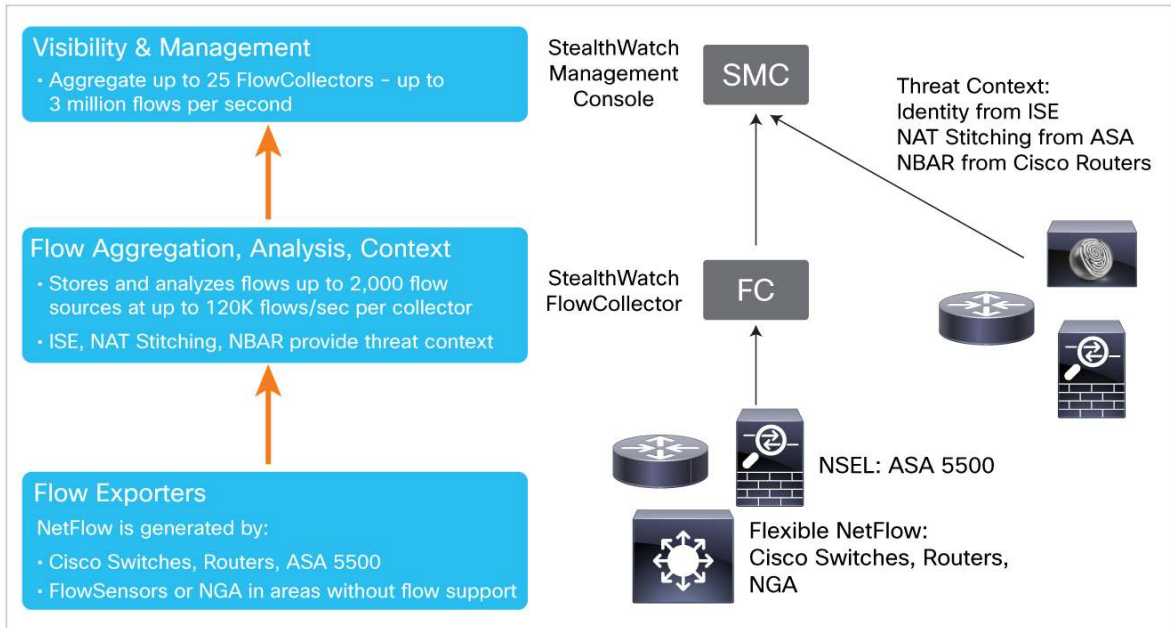 Visibility & Management
• Aggregate up to 25 FlowCollectors – up to
3 million flows per second
Flow Aggregation, Analysis, Context
• Stores and analyzes flows up to 2,000 flow
sources at up to 120K flows/sec per collector
• ISE, NAT Stitching, NBAR provide threat context
Flow Exporters
NetFlow is generated by:
• Cisco Switches, Routers, ASA 5500
• FlowSensors or NGA in areas without flow support
StealthWatch
Management
Console
SMC
Threat Context:
Identity from ISE
NAT Stitching from ASA
NBAR from Cisco Routers
StealthWatch
FlowCollector
FC
NSEL: ASA 5500
Flexible NetFlow:
Cisco Switches, Routers,
NGA